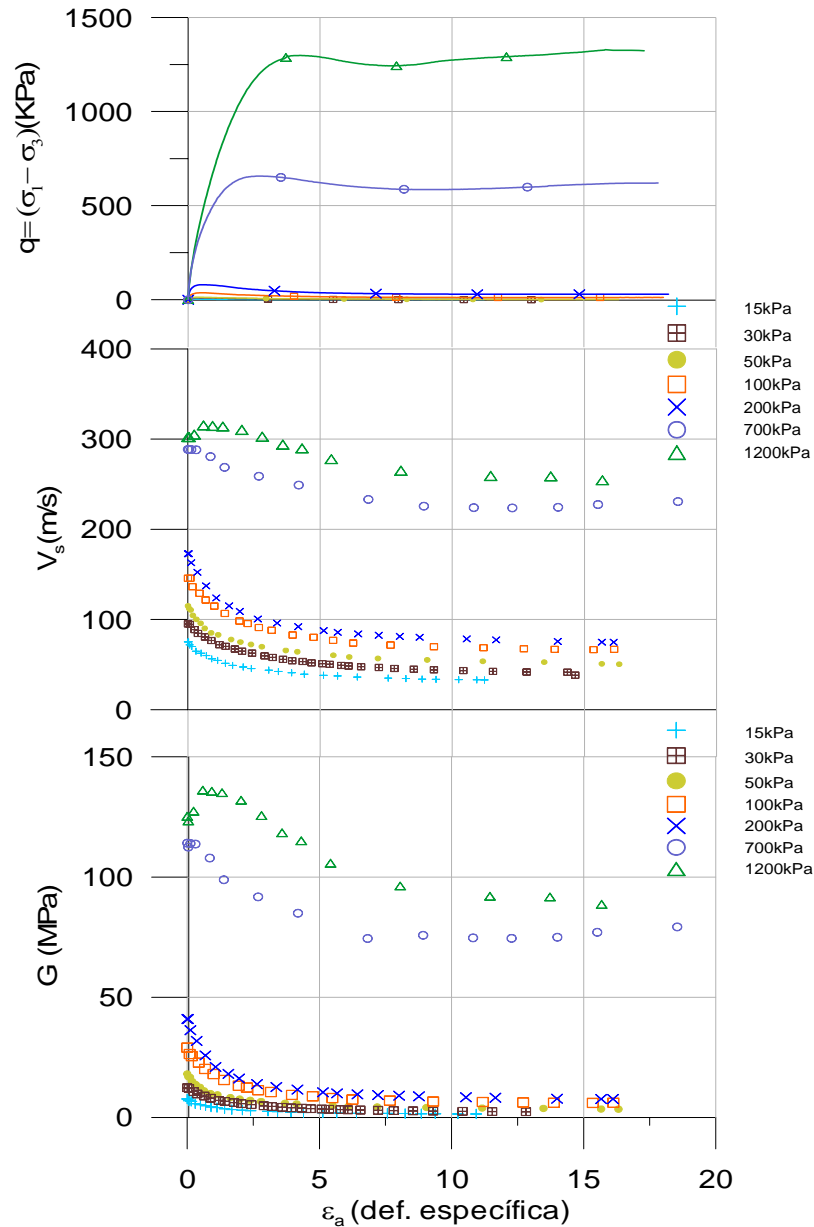 1500
1000
500
0
q=(σ₁ – σ₃)(KPa)
15kPa
30kPa
50kPa
100kPa
200kPa
700kPa
1200kPa
400
300
200
100
0
Vₛ(m/s)
15kPa
30kPa
50kPa
100kPa
200kPa
700kPa
1200kPa
150
100
50
0
G (MPa)
0 5 10 15 20
εₐ (def. específica)